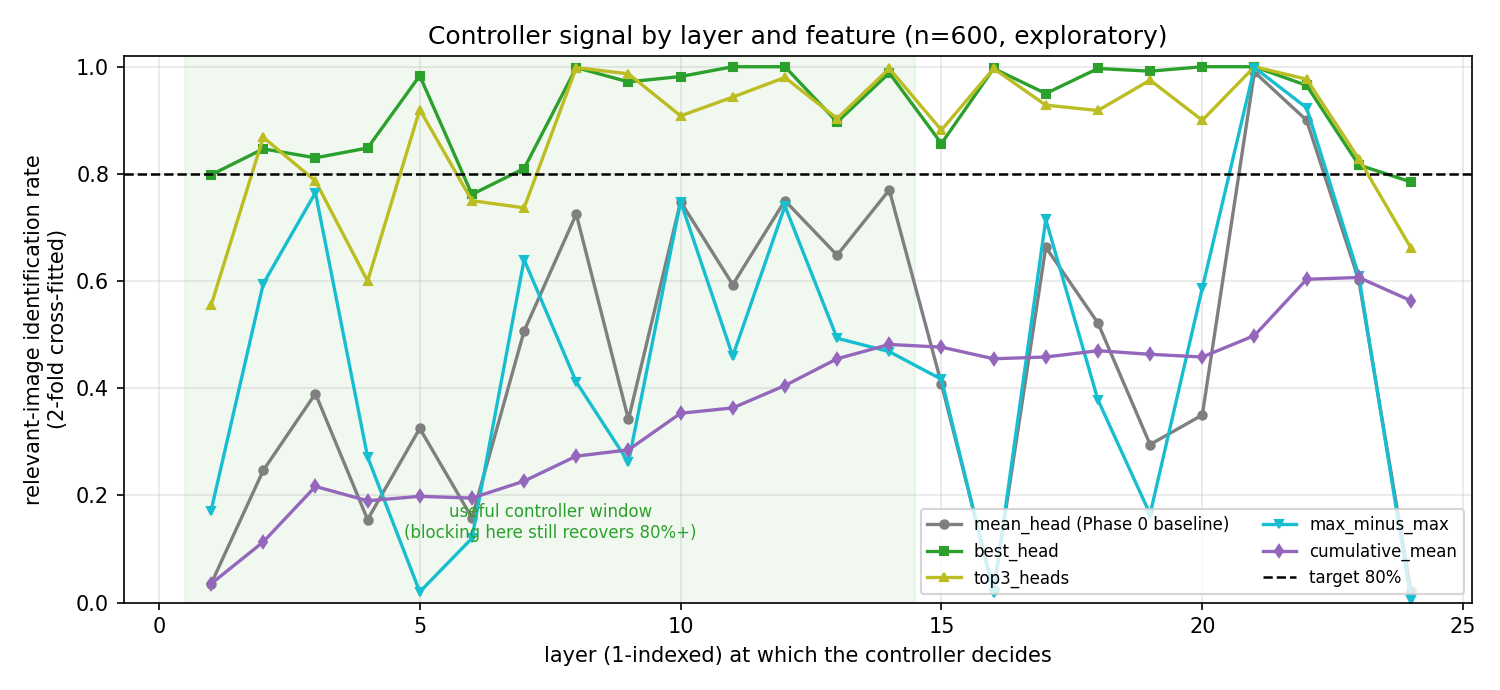 Controller signal by layer and feature (n=600, exploratory)
relevant-image identification rate
(2-fold cross-fitted)
1.0
0.8
0.6
0.4
0.2
0.0
useful controller window
(blocking here still recovers 80%+)
mean_head (Phase 0 baseline)
best_head
top3_heads
max_minus_max
cumulative_mean
target 80%
0 5 10 15 20 25
layer (1-indexed) at which the controller decides